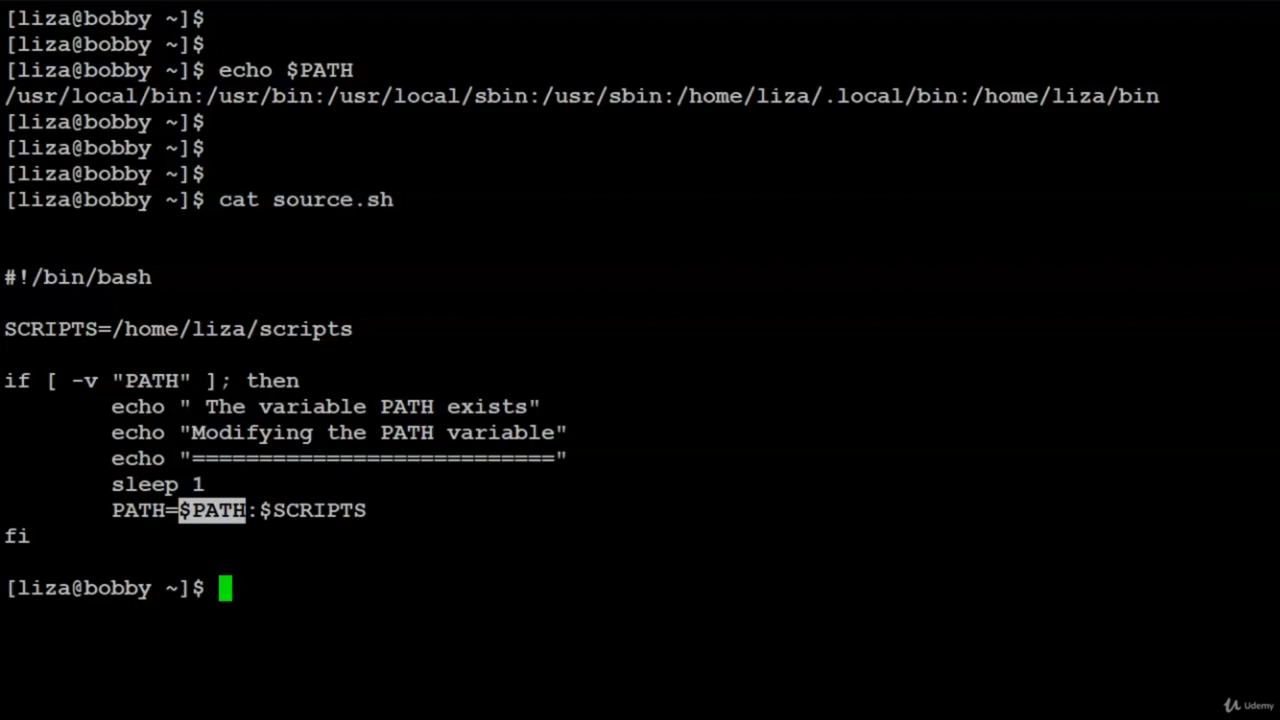 [liza@bobby ~]$
[liza@bobby ~]$
[liza@bobby ~]$ echo $PATH
/usr/local/bin:/usr/bin:/usr/local/sbin:/usr/sbin:/home/liza/.local/bin:/home/liza/bin
[liza@bobby ~]$
[liza@bobby ~]$
[liza@bobby ~]$
[liza@bobby ~]$ cat source.sh
#!/bin/bash
SCRIPTS=/home/liza/scripts
if [ -v "PATH" ]; then
        echo " The variable PATH exists"
        echo "Modifying the PATH variable"
        echo "==========================="
        sleep 1
        PATH=$PATH:$SCRIPTS
fi
[liza@bobby ~]$
Udemy